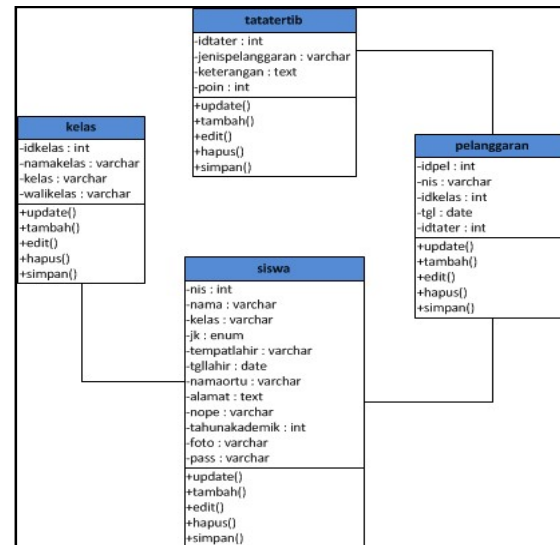 tatatertib
-idtater : int
-jenispelanggaran : varchar
-keterangan : text
-poin : int
+update()
+tambah()
+edit()
+hapus()
+simpan()
kelas
-idkelas : int
-namakelas : varchar
-kelas : varchar
-walikelas : varchar
+update()
+tambah()
+edit()
+hapus()
+simpan()
pelanggaran
-idpel : int
-nis : varchar
-idkelas : int
-tgl : date
-idtater : int
+update()
+tambah()
+edit()
+hapus()
+simpan()
siswa
-nis : int
-nama : varchar
-kelas : varchar
-jk : enum
-tempatlahir : varchar
-tgllahir : date
-namaortu : varchar
-alamat : text
-nope : varchar
-tahunakademik : int
-foto : varchar
-pass : varchar
+update()
+tambah()
+edit()
+hapus()
+simpan()